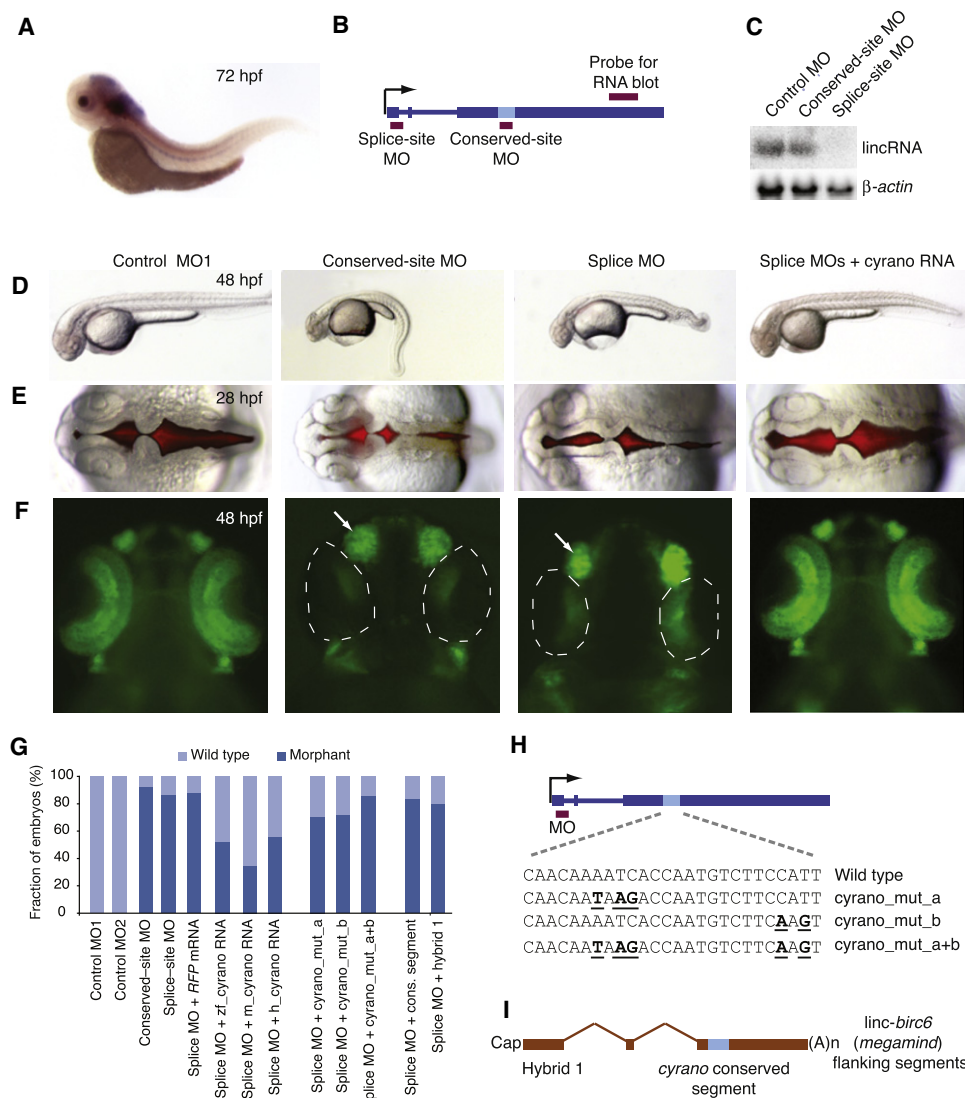 A
72 hpf
B
Probe for
RNA blot
Splice-site
MO
Conserved-site
MO
C
Control MO
Conserved-site MO
Splice-site MO
lincRNA
β-actin
Control MO1
Conserved-site MO
Splice MO
Splice MOs + cyrano RNA
D
48 hpf
E
28 hpf
F
48 hpf
G
Wild type
Morphant
Fraction of embryos (%)
100
80
60
40
20
0
Control MO1
Control MO2
Conserved–site MO
Splice–site MO
Splice MO + RFP mRNA
Splice MO + zf_cyrano RNA
Splice MO + m_cyrano RNA
Splice MO + h_cyrano RNA
Splice MO + cyrano_mut_a
Splice MO + cyrano_mut_b
Splice MO + cyrano_mut_a+b
Splice MO + cons. segment
Splice MO + hybrid 1
H
MO
CAACAAAATCACCAATGTCTTCCATT Wild type
CAACAATAAGACCAATGTCTTCCATT cyrano_mut_a
CAACAAAATCACCAATGTCTTCAAGT cyrano_mut_b
CAACAATAAGACCAATGTCTTCAAGT cyrano_mut_a+b
I
Cap
(A)n
Hybrid 1
cyrano conserved
segment
linc-birc6
(megamind)
flanking segments